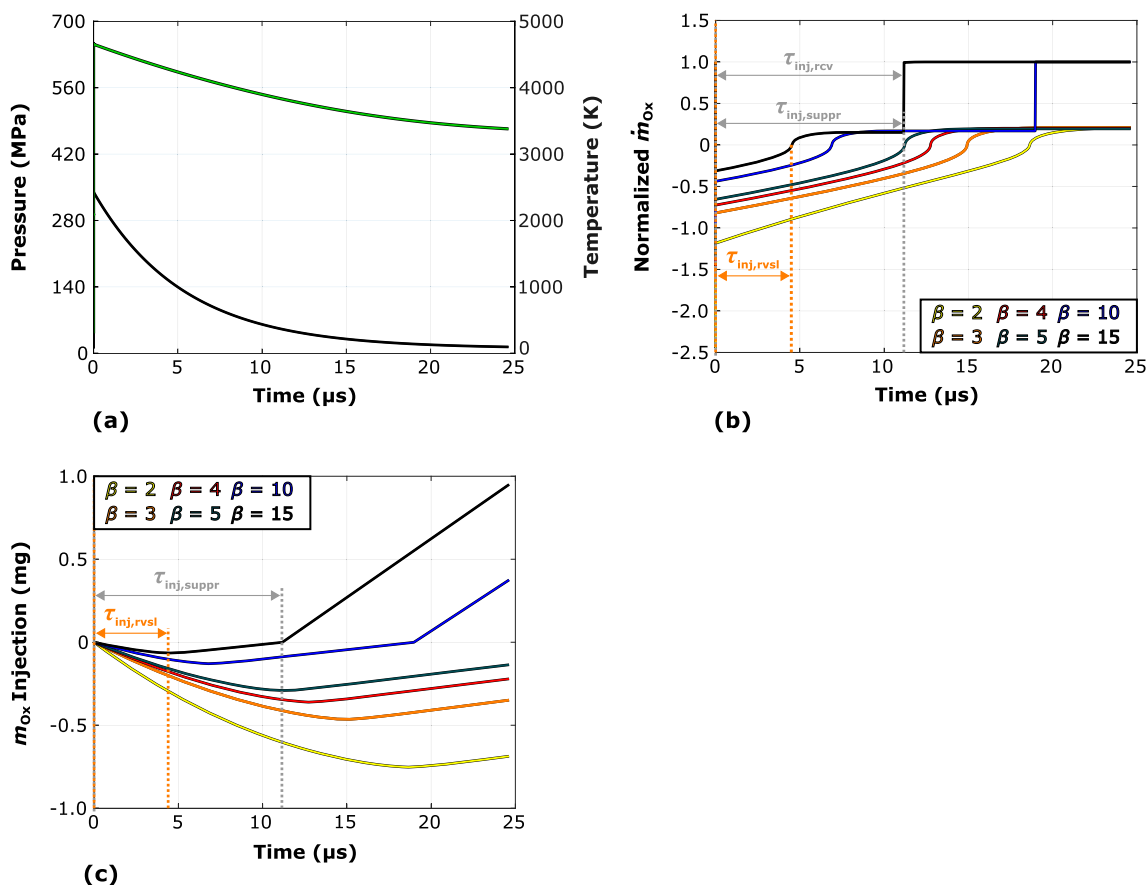 700
560
420
280
140
0
Pressure (MPa)
5000
4000
3000
2000
1000
0
Temperature (K)
0 5 10 15 20 25
Time (µs)
(a)
1.0
0.5
0
-0.5
-1.0
-1.5
-2.0
-2.5
Normalized ṁOx
τinj,rcv
τinj,suppr
τinj,rvsl
β = 2 β = 4 β = 10
β = 3 β = 5 β = 15
0 5 10 15 20 25
Time (µs)
(b)
1.0
0.5
0
-0.5
-1.0
mOx Injection (mg)
β = 2 β = 4 β = 10
β = 3 β = 5 β = 15
τinj,suppr
τinj,rvsl
0 5 10 15 20 25
Time (µs)
(c)